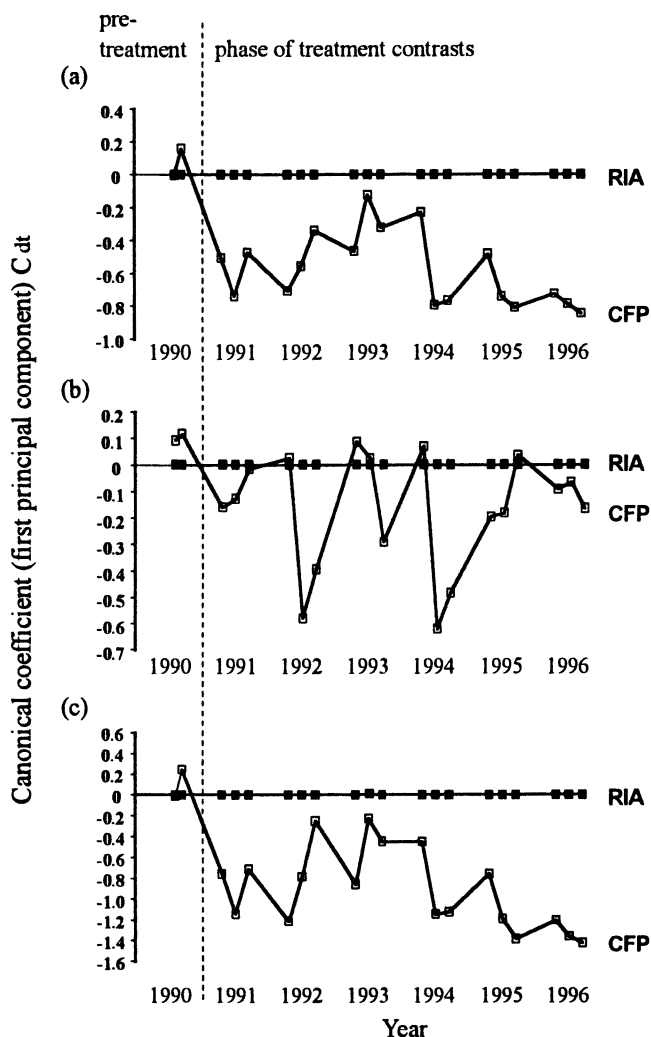 pre-
treatment phase of treatment contrasts
(a)
0.4
0.2
0
-0.2
-0.4
-0.6
-0.8
-1.0
RIA
CFP
1990 1991 1992 1993 1994 1995 1996
(b)
0.2
0.1
0
-0.1
-0.2
-0.3
-0.4
-0.5
-0.6
-0.7
RIA
CFP
1990 1991 1992 1993 1994 1995 1996
(c)
0.6
0.4
0.2
0
-0.2
-0.4
-0.6
-0.8
-1.0
-1.2
-1.4
-1.6
RIA
CFP
1990 1991 1992 1993 1994 1995 1996
Year
Canonical coefficient (first principal component) C dt